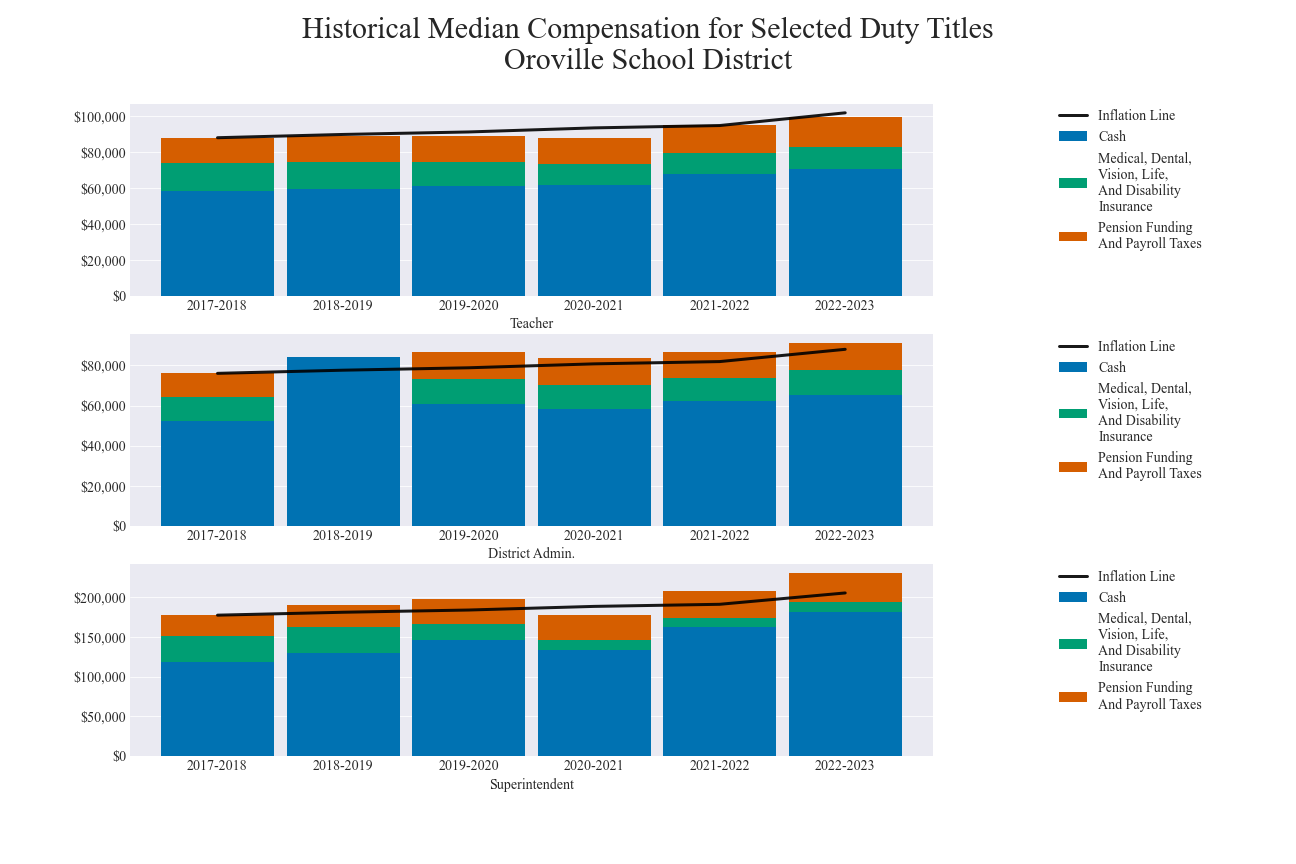 Historical Median Compensation for Selected Duty Titles
Oroville School District
$100,000
$80,000
$60,000
$40,000
$20,000
$0
2017-2018 2018-2019 2019-2020 2020-2021 2021-2022 2022-2023
Teacher
Inflation Line
Cash
Medical, Dental,
Vision, Life,
And Disability
Insurance
Pension Funding
And Payroll Taxes
$80,000
$60,000
$40,000
$20,000
$0
2017-2018 2018-2019 2019-2020 2020-2021 2021-2022 2022-2023
District Admin.
Inflation Line
Cash
Medical, Dental,
Vision, Life,
And Disability
Insurance
Pension Funding
And Payroll Taxes
$200,000
$150,000
$100,000
$50,000
$0
2017-2018 2018-2019 2019-2020 2020-2021 2021-2022 2022-2023
Superintendent
Inflation Line
Cash
Medical, Dental,
Vision, Life,
And Disability
Insurance
Pension Funding
And Payroll Taxes